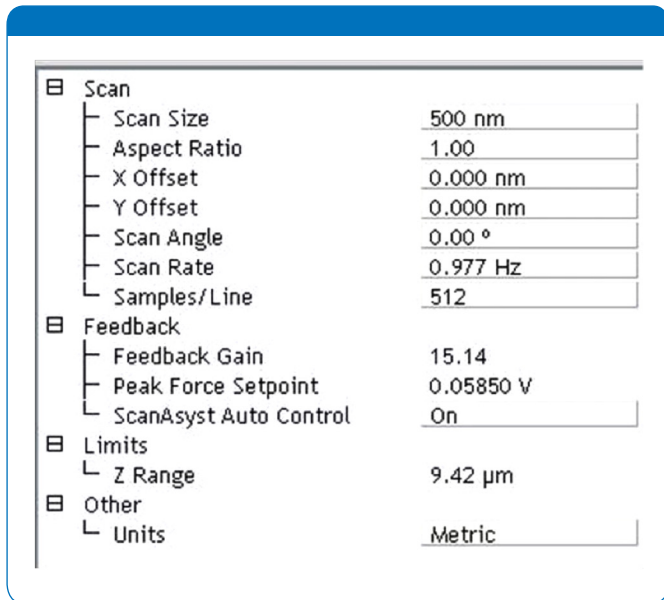 Scan
Scan Size 500 nm
Aspect Ratio 1.00
X Offset 0.000 nm
Y Offset 0.000 nm
Scan Angle 0.00 º
Scan Rate 0.977 Hz
Samples/Line 512
Feedback
Feedback Gain 15.14
Peak Force Setpoint 0.05850 V
ScanAsyst Auto Control On
Limits
Z Range 9.42 µm
Other
Units Metric